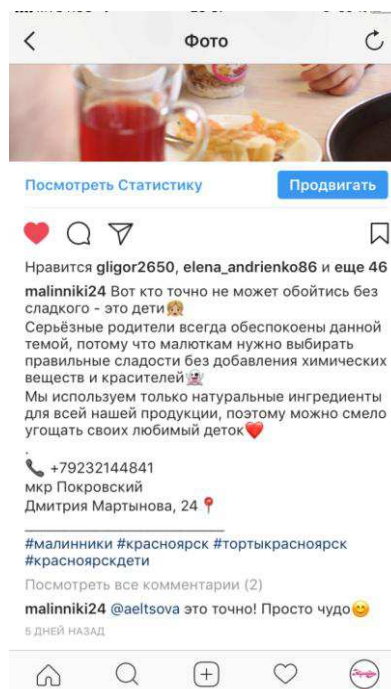 Фото
Посмотреть Статистику
Продвигать
Нравится gligor2650, elena_andrienko86 и еще 46
malinniki24 Вот кто точно не может обойтись без
сладкого - это дети👧🏼
Серьёзные родители всегда обеспокоены данной
темой, потому что малюткам нужно выбирать
правильные сладости без добавления химических
веществ и красителей👻
Мы используем только натуральные ингредиенты
для всей нашей продукции, поэтому можно смело
угощать своих любимый деток❤️
.
📞 +79232144841
мкр Покровский
Дмитрия Мартынова, 24 📍
____________________
#малинники #красноярск #тортыкрасноярск
#красноярскдети
Посмотреть все комментарии (2)
malinniki24 @aeltsova это точно! Просто чудо😊
5 ДНЕЙ НАЗАД